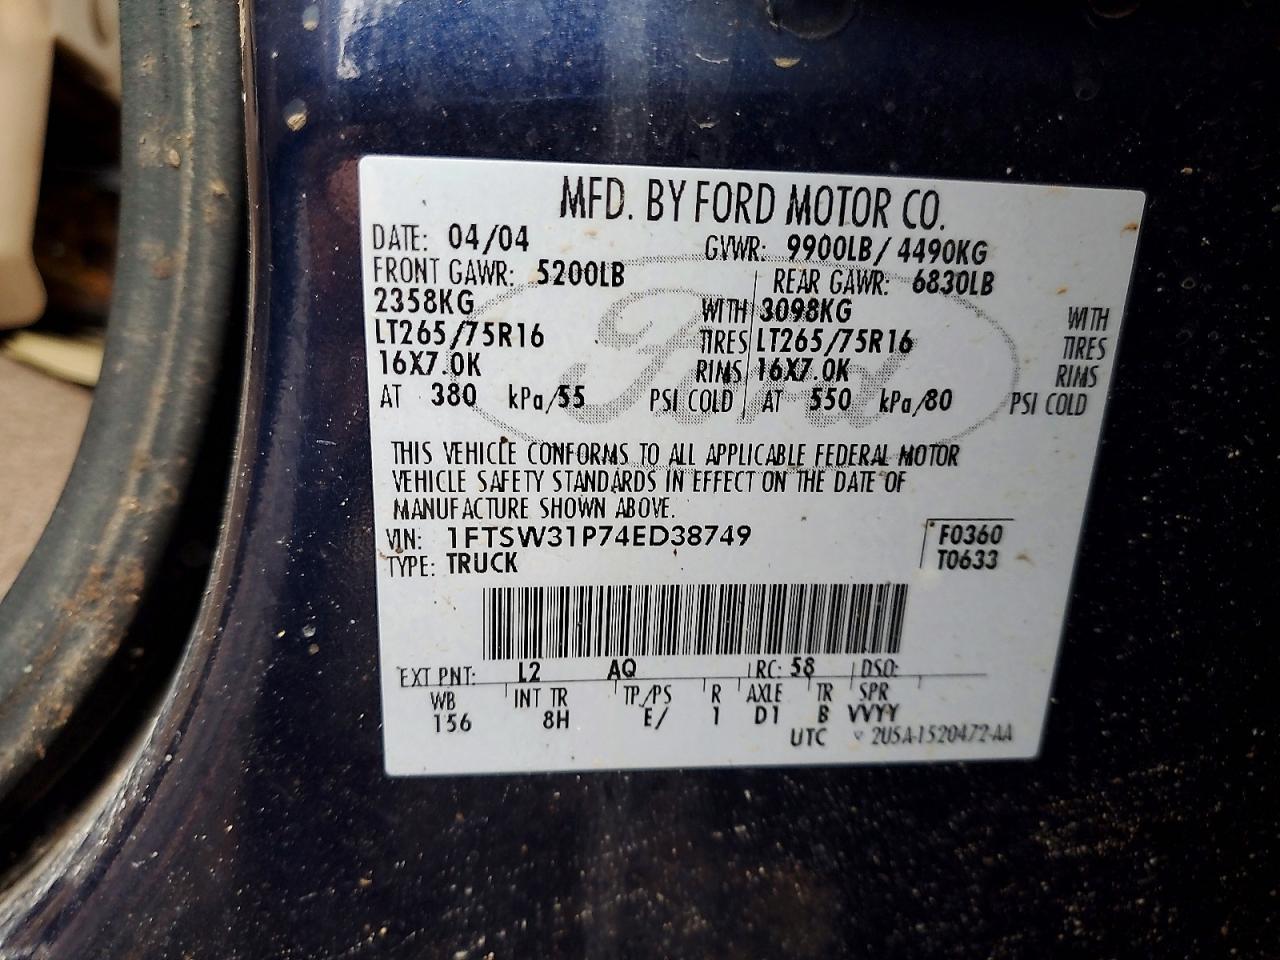 MFD. BY FORD MOTOR CO.
DATE: 04/04 GVWR: 9900LB/ 4490KG
FRONT GAWR: 5200LB REAR GAWR: 6830LB
2358KG WITH 3098KG WITH
LT265/75R16 TIRES LT265/75R16 TIRES
16X7.0K RIMS 16X7.0K RIMS
AT 380 kPa/55 PSI COLD AT 550 kPa/80 PSI COLD
Ford
THIS VEHICLE CONFORMS TO ALL APPLICABLE FEDERAL MOTOR
VEHICLE SAFETY STANDARDS IN EFFECT ON THE DATE OF
MANUFACTURE SHOWN ABOVE.
VIN: 1FTSW31P74ED38749 F0360
TYPE: TRUCK T0633
EXT PNT: L2 AQ RC: 58 DSO:
WB INT TR TP/PS R AXLE TR SPR
156 8H E/ 1 D1 B VVYY
UTC 2U5A-1520472-AA